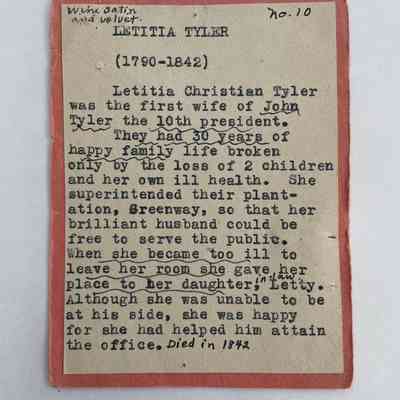 Wine Satin
and velvet.
no. 10
LETITIA TYLER
(1790-1842)
Letitia Christian Tyler
was the first wife of John
Tyler the 10th president.
They had 30 years of
happy family life broken
only by the loss of 2 children
and her own ill health. She
superintended their plant-
ation, Greenway, so that her
brilliant husband could be
free to serve the public.
When she became too ill to
leave her room she gave her
place to her daughter, in law Letty.
Although she was unable to be
at his side, she was happy
for she had helped him attain
the office. Died in 1842